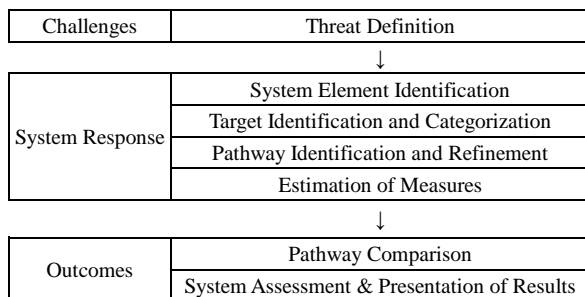 Challenges
Threat Definition
↓
System Response
System Element Identification
Target Identification and Categorization
Pathway Identification and Refinement
Estimation of Measures
↓
Outcomes
Pathway Comparison
System Assessment & Presentation of Results